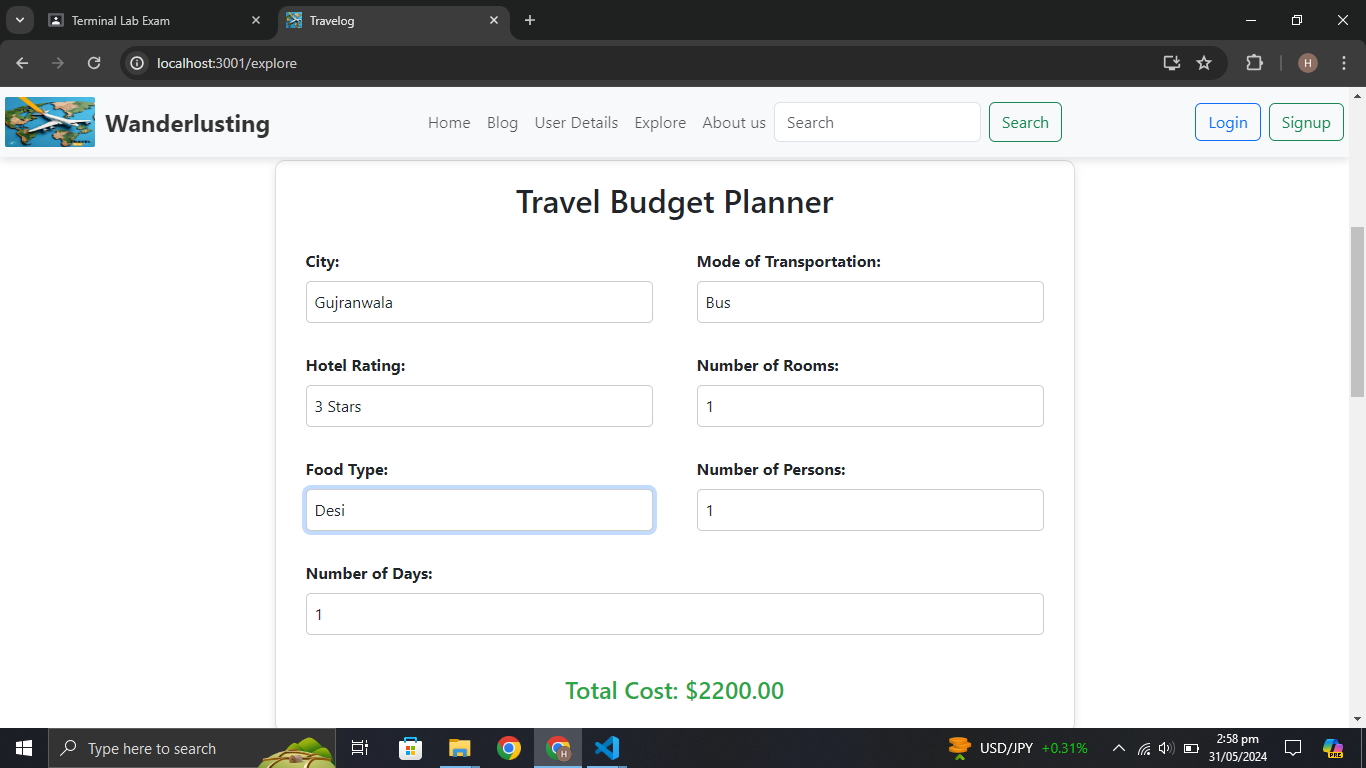 Terminal Lab Exam
Travelog
localhost:3001/explore
H
Wanderlusting
Home Blog User Details Explore About us Search Search Login Signup
Travel Budget Planner
City: Mode of Transportation:
Gujranwala Bus
Hotel Rating: Number of Rooms:
3 Stars 1
Food Type: Number of Persons:
Desi 1
Number of Days:
1
Total Cost: $2200.00
Type here to search
H
USD/JPY +0.31%
2:58 pm
31/05/2024
PRE